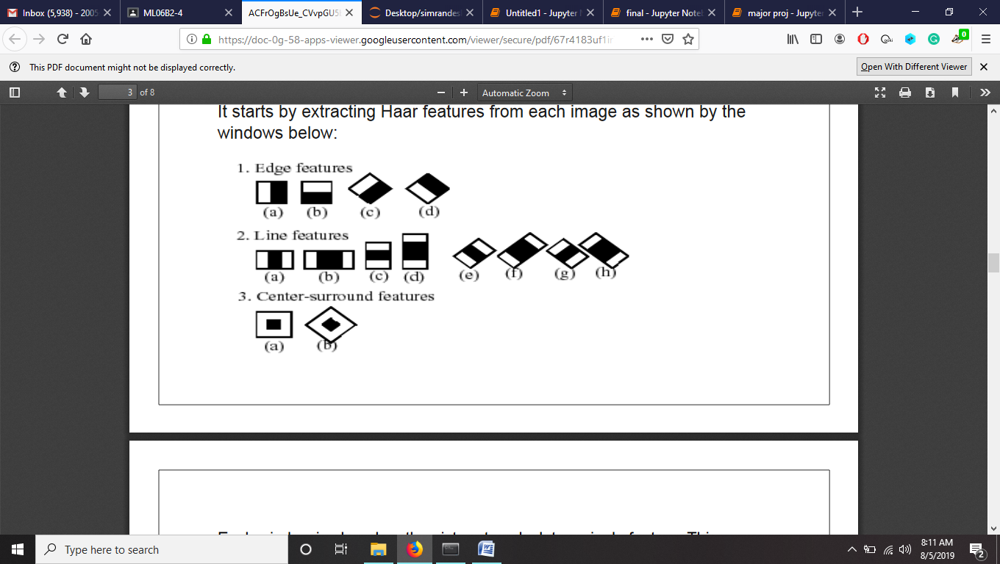 Inbox (5,938) - 2005
ML06B2-4
ACFrOgBsUe_CVvpGU5
Desktop/simrandes
Untitled1 - Jupyter N
final - Jupyter Note
major proj - Jupyter
https://doc-0g-58-apps-viewer.googleusercontent.com/viewer/secure/pdf/67r4183uf1ir
0
This PDF document might not be displayed correctly.
Open With Different Viewer
3 of 8
Automatic Zoom
It starts by extracting Haar features from each image as shown by the
windows below:
1. Edge features
(a) (b) (c) (d)
2. Line features
(a) (b) (c) (d) (e) (f) (g) (h)
3. Center-surround features
(a) (b)
Type here to search
8:11 AM
8/5/2019
2